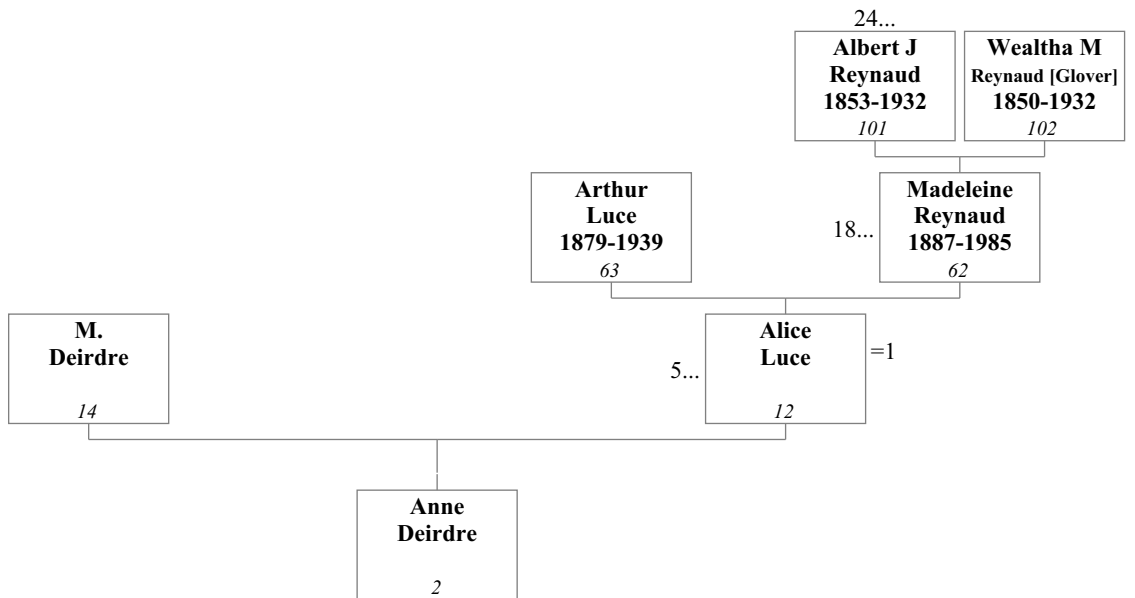 24...
Albert J
Reynaud
1853-1932
101
Wealtha M
Reynaud [Glover]
1850-1932
102
Arthur
Luce
1879-1939
63
18...
Madeleine
Reynaud
1887-1985
62
M.
Deirdre
14
5...
Alice
Luce
12
=1
Anne
Deirdre
2